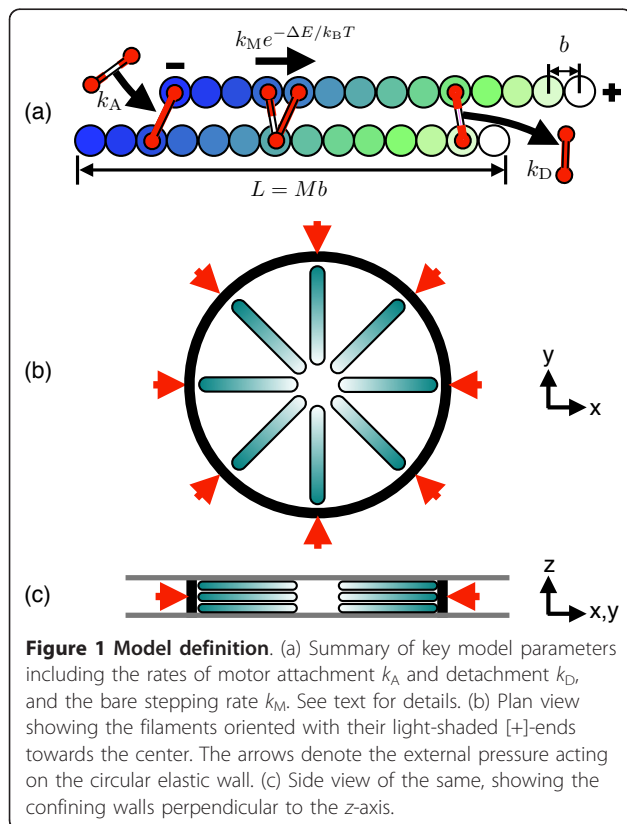 −
k_M e^{−ΔE/k_B T}
b
k_A
+
(a)
k_D
L = Mb
(b)
y
x
(c)
z
x,y
Figure 1 Model definition. (a) Summary of key model parameters
including the rates of motor attachment k_A and detachment k_D,
and the bare stepping rate k_M. See text for details. (b) Plan view
showing the filaments oriented with their light-shaded [+]-ends
towards the center. The arrows denote the external pressure acting
on the circular elastic wall. (c) Side view of the same, showing the
confining walls perpendicular to the z-axis.